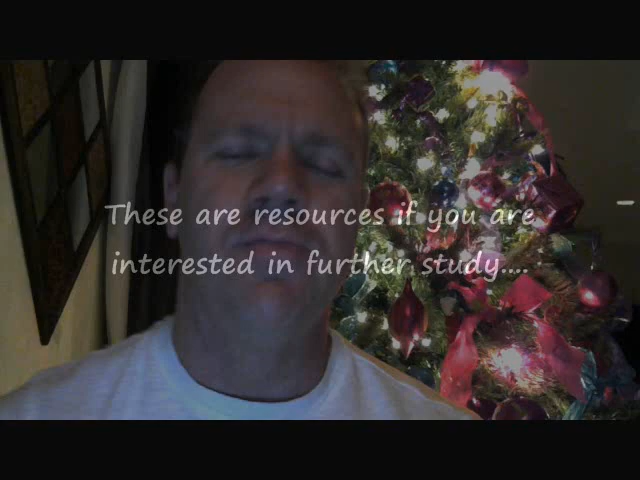 These are resources if you are
interested in further study....